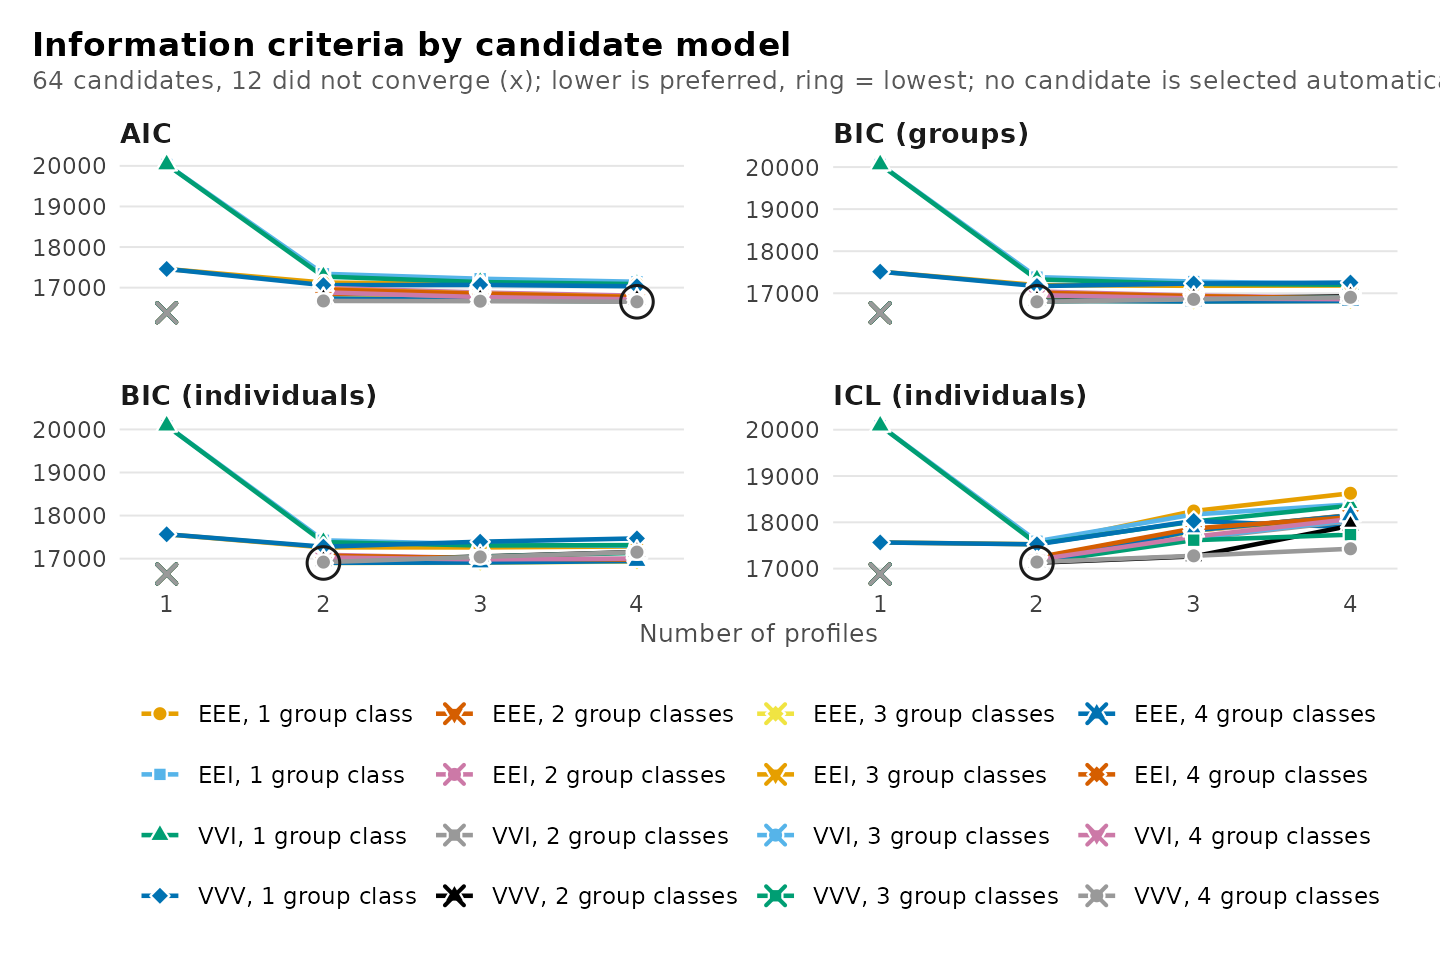 Information criteria by candidate model
64 candidates, 12 did not converge (x); lower is preferred, ring = lowest; no candidate is selected
AIC
20000
19000
18000
17000
BIC (groups)
20000
19000
18000
17000
BIC (individuals)
20000
19000
18000
17000
1 2 3 4
ICL (individuals)
20000
19000
18000
17000
1 2 3 4
Number of profiles
EEE, 1 group class EEE, 2 group classes EEE, 3 group classes EEE, 4 group classes
EEI, 1 group class EEI, 2 group classes EEI, 3 group classes EEI, 4 group classes
VVI, 1 group class VVI, 2 group classes VVI, 3 group classes VVI, 4 group classes
VVV, 1 group class VVV, 2 group classes VVV, 3 group classes VVV, 4 group classes